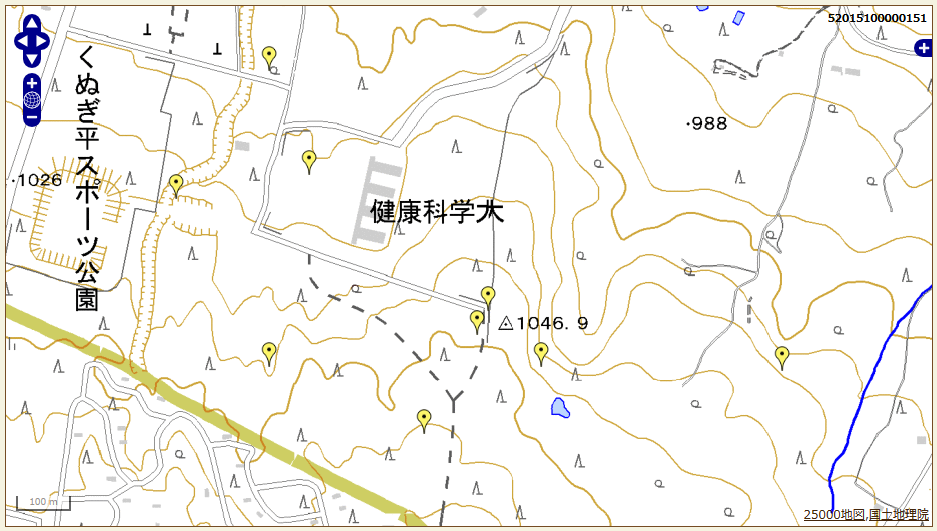 52015100000151
くぬぎ平スポーツ公園
・988
・1026
健康科学大
1046.9
100 m
25000地図,国土地理院